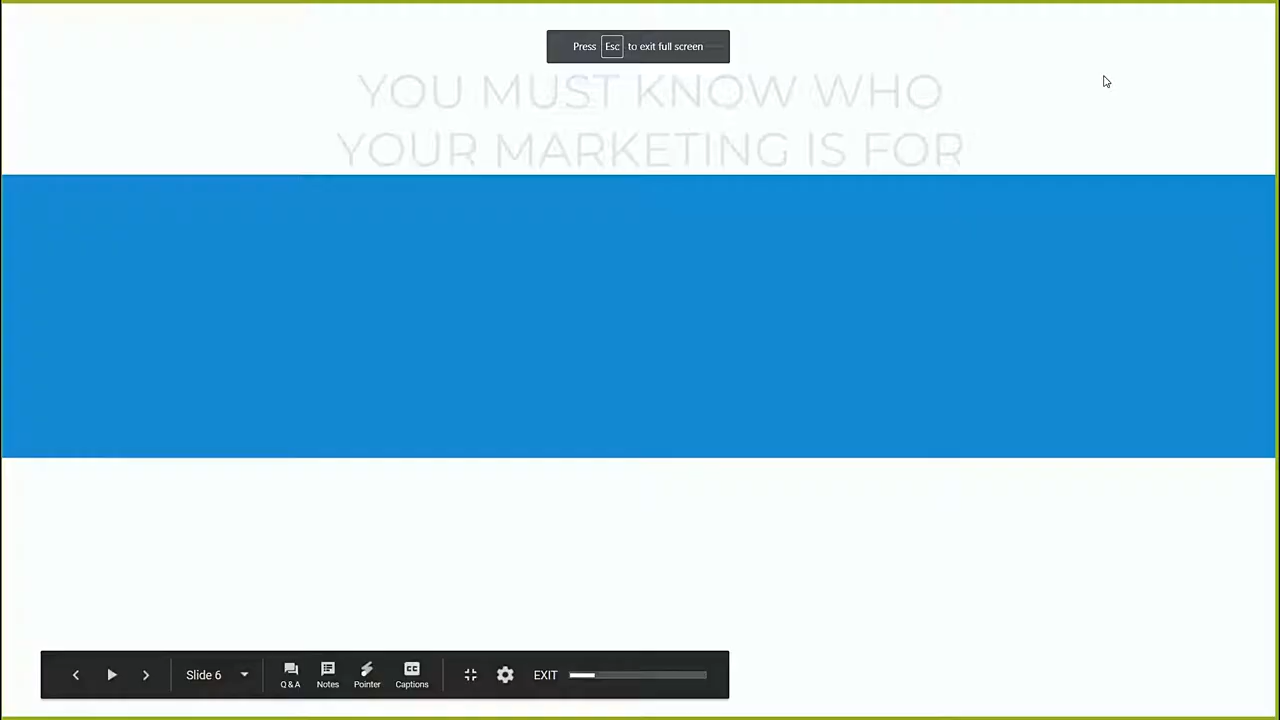 Press Esc to exit full screen
YOU MUST KNOW WHO
YOUR MARKETING IS FOR
Slide 6
Q & A
Notes
Pointer
CC
Captions
EXIT